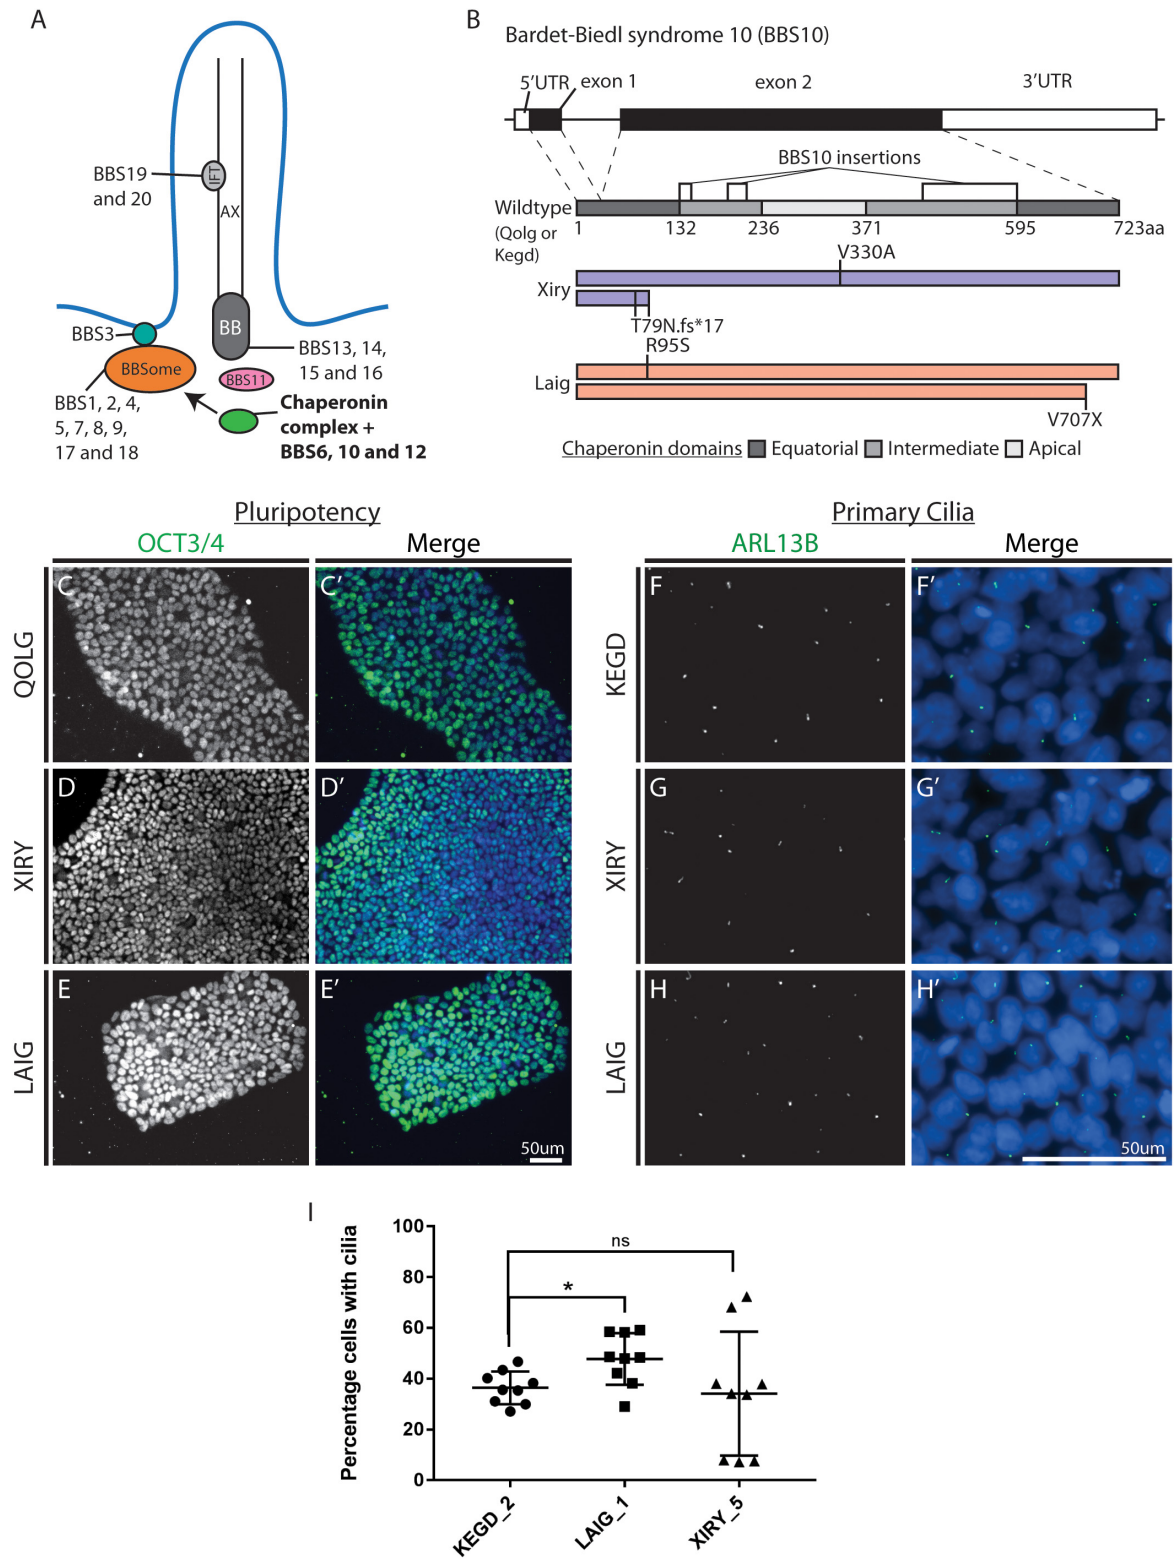 A
BBS19
and 20
IFT
AX
BB
BBS3
BBSome
BBS11
BBS13, 14,
15 and 16
BBS1, 2, 4,
5, 7, 8, 9,
17 and 18
Chaperonin
complex +
BBS6, 10 and 12
B
Bardet-Biedl syndrome 10 (BBS10)
5'UTR
exon 1
exon 2
3'UTR
BBS10 insertions
Wildtype
(Qolg or
Kegd)
1
132
236
371
595
723aa
V330A
Xiry
T79N.fs*17
R95S
Laig
V707X
Chaperonin domains
Equatorial
Intermediate
Apical
Pluripotency
OCT3/4
Merge
Primary Cilia
ARL13B
Merge
QOLG
C
C'
KEGD
F
F'
XIRY
D
D'
XIRY
G
G'
LAIG
E
E'
50um
LAIG
H
H'
50um
I
Percentage cells with cilia
100
80
60
40
20
0
ns
*
KEGD_2
LAIG_1
XIRY_5